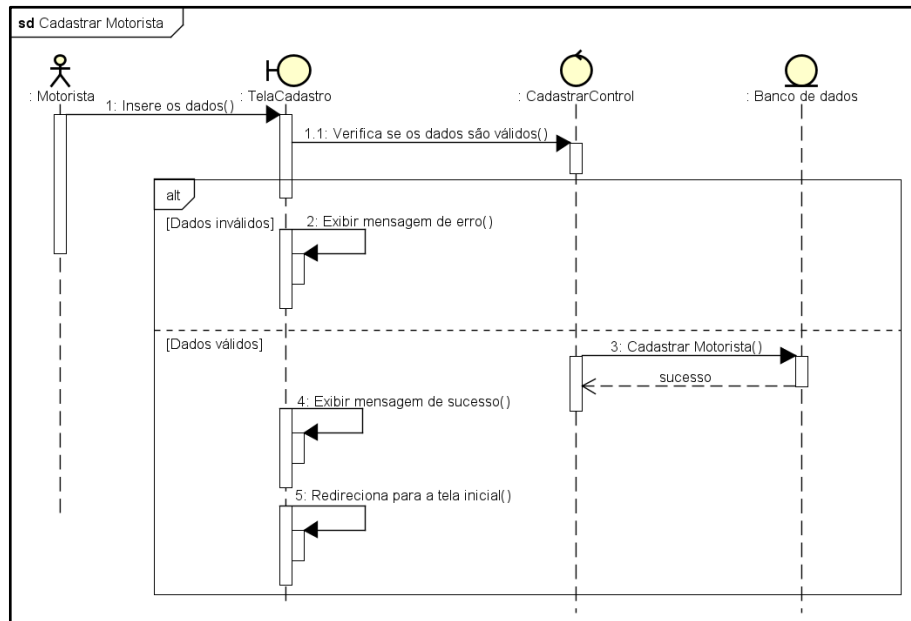 sd Cadastrar Motorista
: Motorista
: TelaCadastro
: CadastrarControl
: Banco de dados
1: Insere os dados()
1.1: Verifica se os dados são válidos()
alt
[Dados inválidos]
2: Exibir mensagem de erro()
[Dados válidos]
3: Cadastrar Motorista()
sucesso
4: Exibir mensagem de sucesso()
5: Redireciona para a tela inicial()